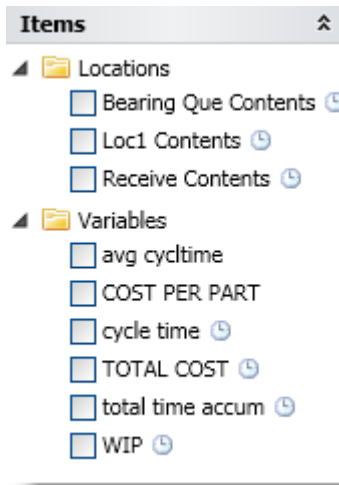 Items
Locations
Bearing Que Contents
Loc1 Contents
Receive Contents
Variables
avg cycltime
COST PER PART
cycle time
TOTAL COST
total time accum
WIP